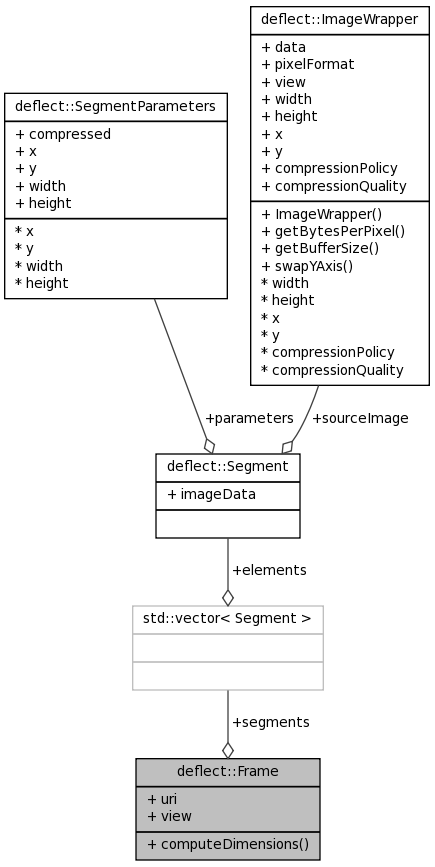 deflect::ImageWrapper
+ data
+ pixelFormat
+ view
+ width
+ height
+ x
+ y
+ compressionPolicy
+ compressionQuality
+ ImageWrapper()
+ getBytesPerPixel()
+ getBufferSize()
+ swapYAxis()
* width
* height
* x
* y
* compressionPolicy
* compressionQuality
deflect::SegmentParameters
+ compressed
+ x
+ y
+ width
+ height
* x
* y
* width
* height
+parameters
+sourceImage
deflect::Segment
+ imageData
+elements
std::vector< Segment >
+segments
deflect::Frame
+ uri
+ view
+ computeDimensions()